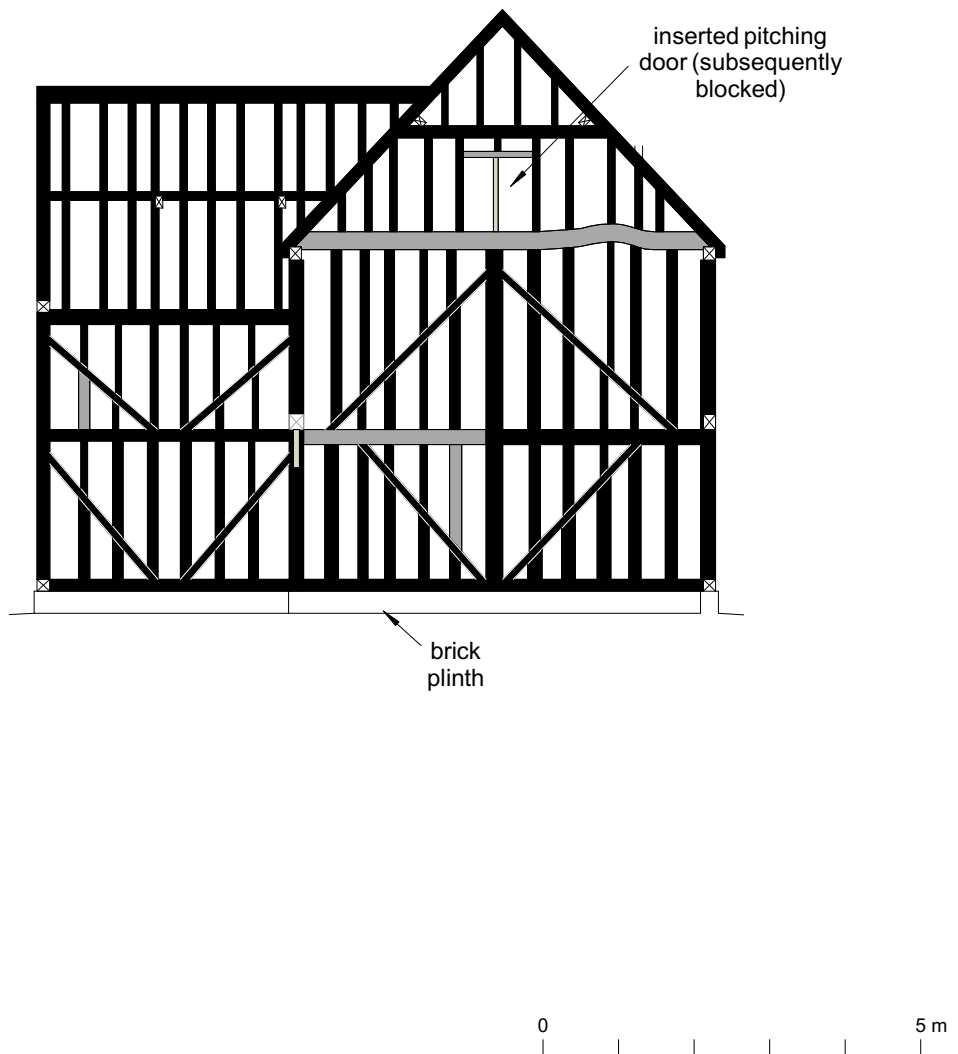 inserted pitching
door (subsequently
blocked)
brick
plinth
0 5 m